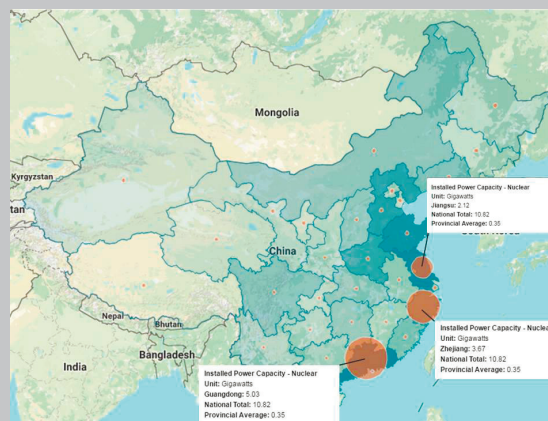 Mongolia
Kyrgyzstan
tan
China
Nepal
Bhutan
India
Bangladesh
Installed Power Capacity - Nuclear
Unit: Gigawatts
Jiangsu: 2.12
National Total: 10.82
Provincial Average: 0.35
Installed Power Capacity - Nuclear
Unit: Gigawatts
Zhejiang: 3.67
National Total: 10.82
Provincial Average: 0.35
Installed Power Capacity - Nuclear
Unit: Gigawatts
Guangdong: 5.03
National Total: 10.82
Provincial Average: 0.35